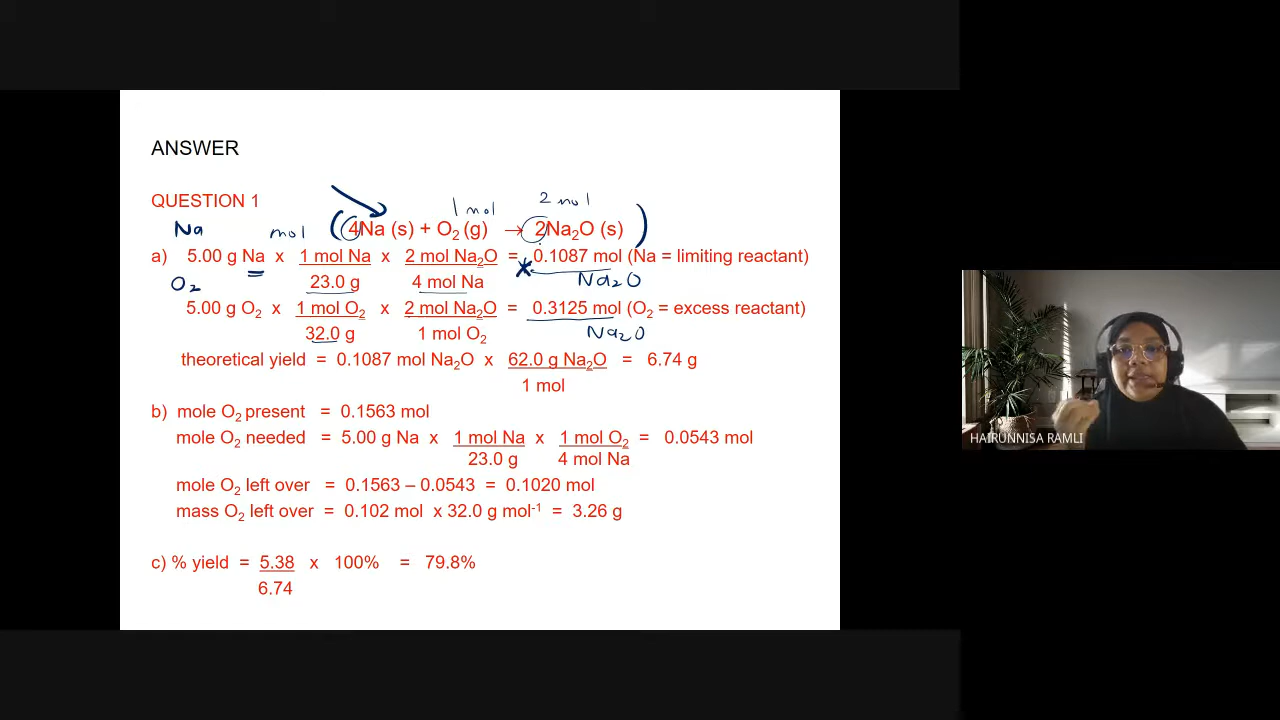 ANSWER
QUESTION 1
1 mol 2 mol
Na mol (4Na (s) + O₂ (g) → 2Na₂O (s))
a) 5.00 g Na x 1 mol Na x 2 mol Na₂O = 0.1087 mol (Na = limiting reactant)
O₂ 23.0 g 4 mol Na Na₂O
5.00 g O₂ x 1 mol O₂ x 2 mol Na₂O = 0.3125 mol (O₂ = excess reactant)
32.0 g 1 mol O₂ Na₂O
theoretical yield = 0.1087 mol Na₂O x 62.0 g Na₂O = 6.74 g
1 mol
b) mole O₂ present = 0.1563 mol
mole O₂ needed = 5.00 g Na x 1 mol Na x 1 mol O₂ = 0.0543 mol
23.0 g 4 mol Na
mole O₂ left over = 0.1563 – 0.0543 = 0.1020 mol
mass O₂ left over = 0.102 mol x 32.0 g mol⁻¹ = 3.26 g
c) % yield = 5.38 x 100% = 79.8%
6.74
HAIRUNNISA RAMLI